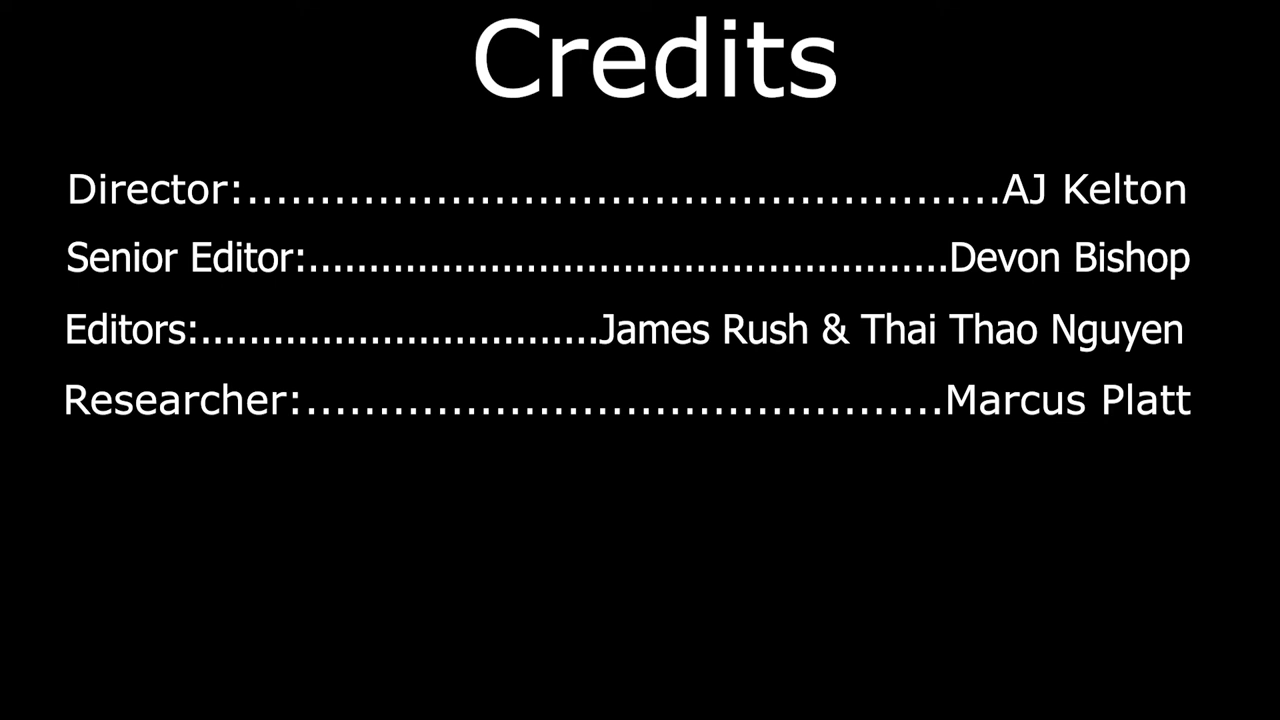 Credits
Director:....................................................AJ Kelton
Senior Editor:.....................................................Devon Bishop
Editors:.................................James Rush & Thai Thao Nguyen
Researcher:............................................Marcus Platt